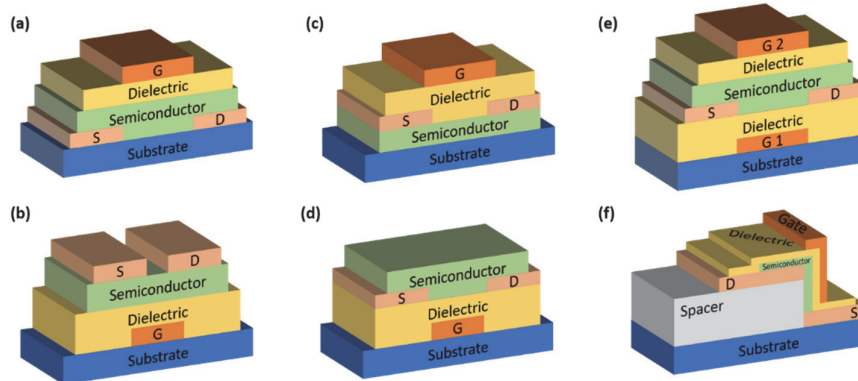 (a)
G
Dielectric
Semiconductor
S
D
Substrate
(c)
G
Dielectric
S
D
Semiconductor
Substrate
(e)
G 2
Dielectric
Semiconductor
S
D
Dielectric
G 1
Substrate
(b)
S
D
Semiconductor
Dielectric
G
Substrate
(d)
Semiconductor
S
D
Dielectric
G
Substrate
(f)
Gate
Dielectric
Semiconductor
D
Spacer
S
Substrate